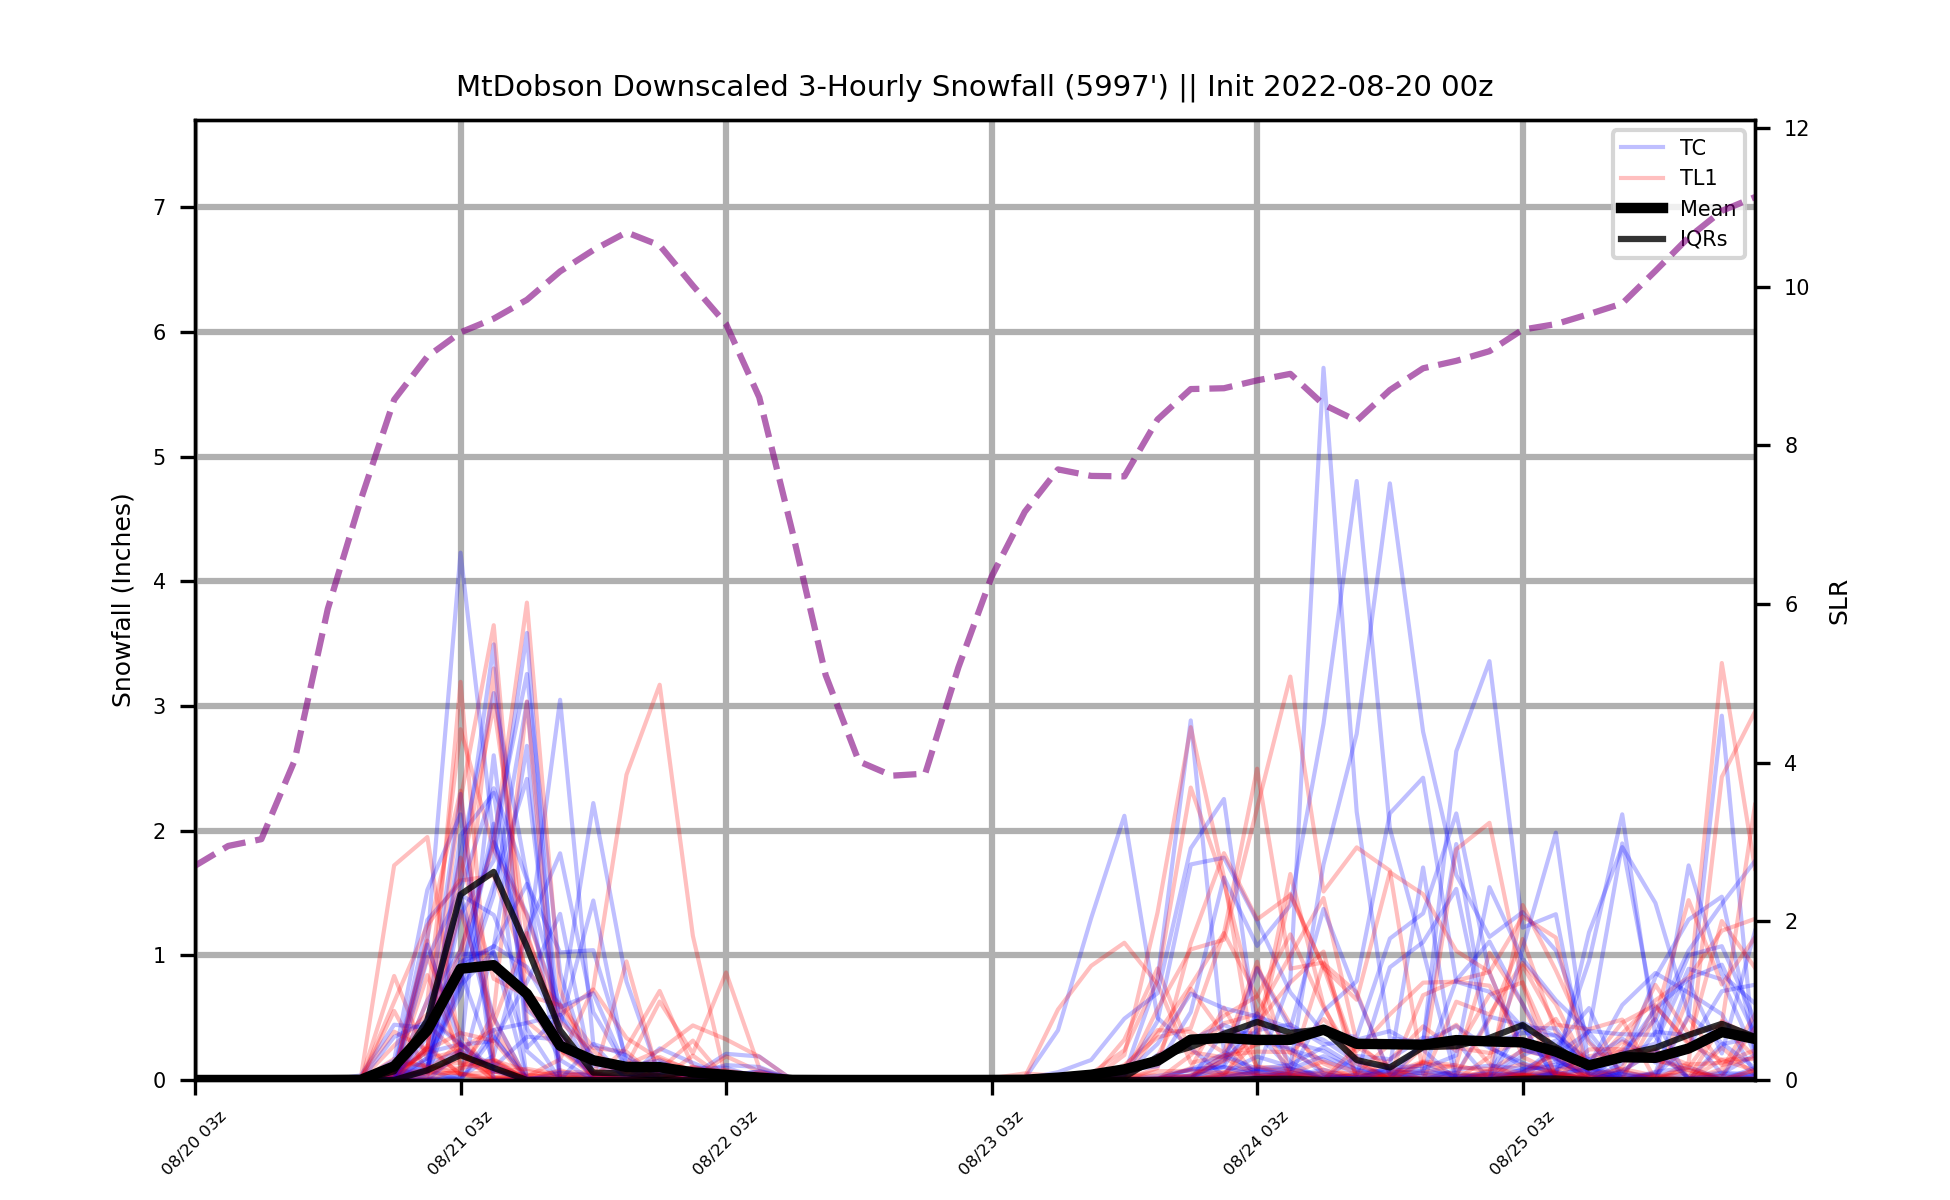 MtDobson Downscaled 3-Hourly Snowfall (5997') || Init 2022-08-20 00z
TC
TL1
Mean
IQRs
Snowfall (Inches)
7
6
5
4
3
2
1
0
12
10
8
6
4
2
0
SLR
08/20 03z
08/21 03z
08/22 03z
08/23 03z
08/24 03z
08/25 03z